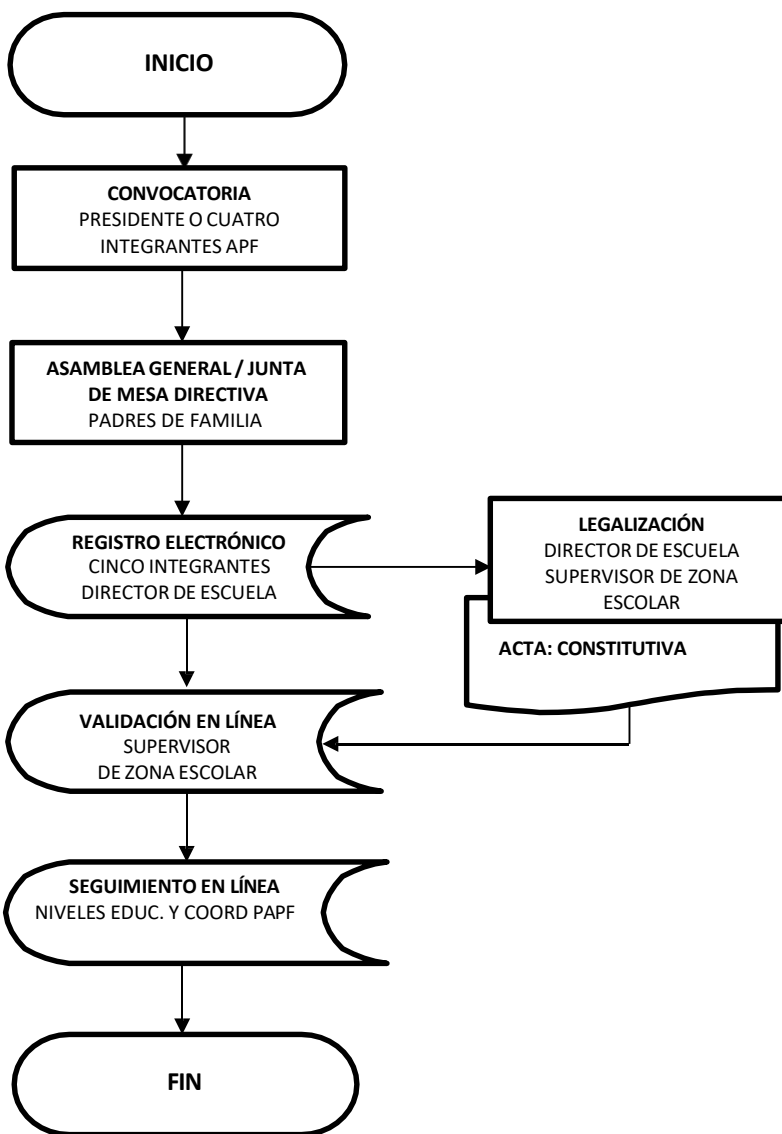 INICIO
CONVOCATORIA
PRESIDENTE O CUATRO
INTEGRANTES APF
ASAMBLEA GENERAL / JUNTA
DE MESA DIRECTIVA
PADRES DE FAMILIA
REGISTRO ELECTRÓNICO
CINCO INTEGRANTES
DIRECTOR DE ESCUELA
LEGALIZACIÓN
DIRECTOR DE ESCUELA
SUPERVISOR DE ZONA
ESCOLAR
ACTA: CONSTITUTIVA
VALIDACIÓN EN LÍNEA
SUPERVISOR
DE ZONA ESCOLAR
SEGUIMIENTO EN LÍNEA
NIVELES EDUC. Y COORD PAPF
FIN